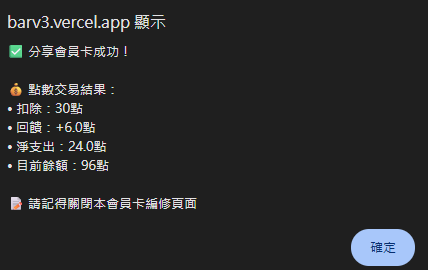 barv3.vercel.app 顯示
✅ 分享會員卡成功！
💰 點數交易結果：
• 扣除：30點
• 回饋：+6.0點
• 淨支出：24.0點
• 目前餘額：96點
📝 請記得關閉本會員卡編修頁面
確定